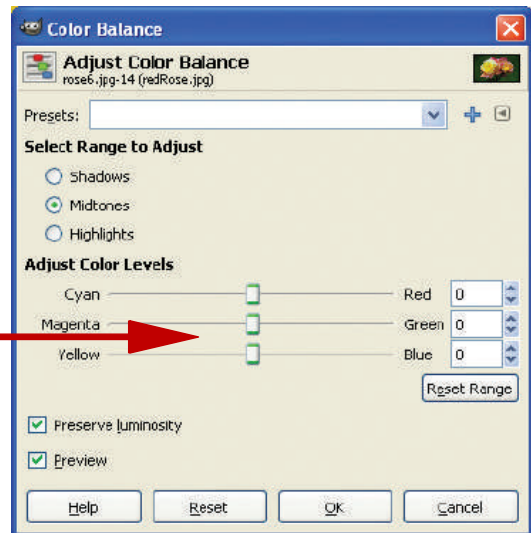 Color Balance
Adjust Color Balance
rose6.jpg-14 (redRose.jpg)
Presets:
Select Range to Adjust
Shadows
Midtones
Highlights
Adjust Color Levels
Cyan Red 0
Magenta Green 0
Yellow Blue 0
Reset Range
Preserve luminosity
Preview
Help Reset OK Cancel